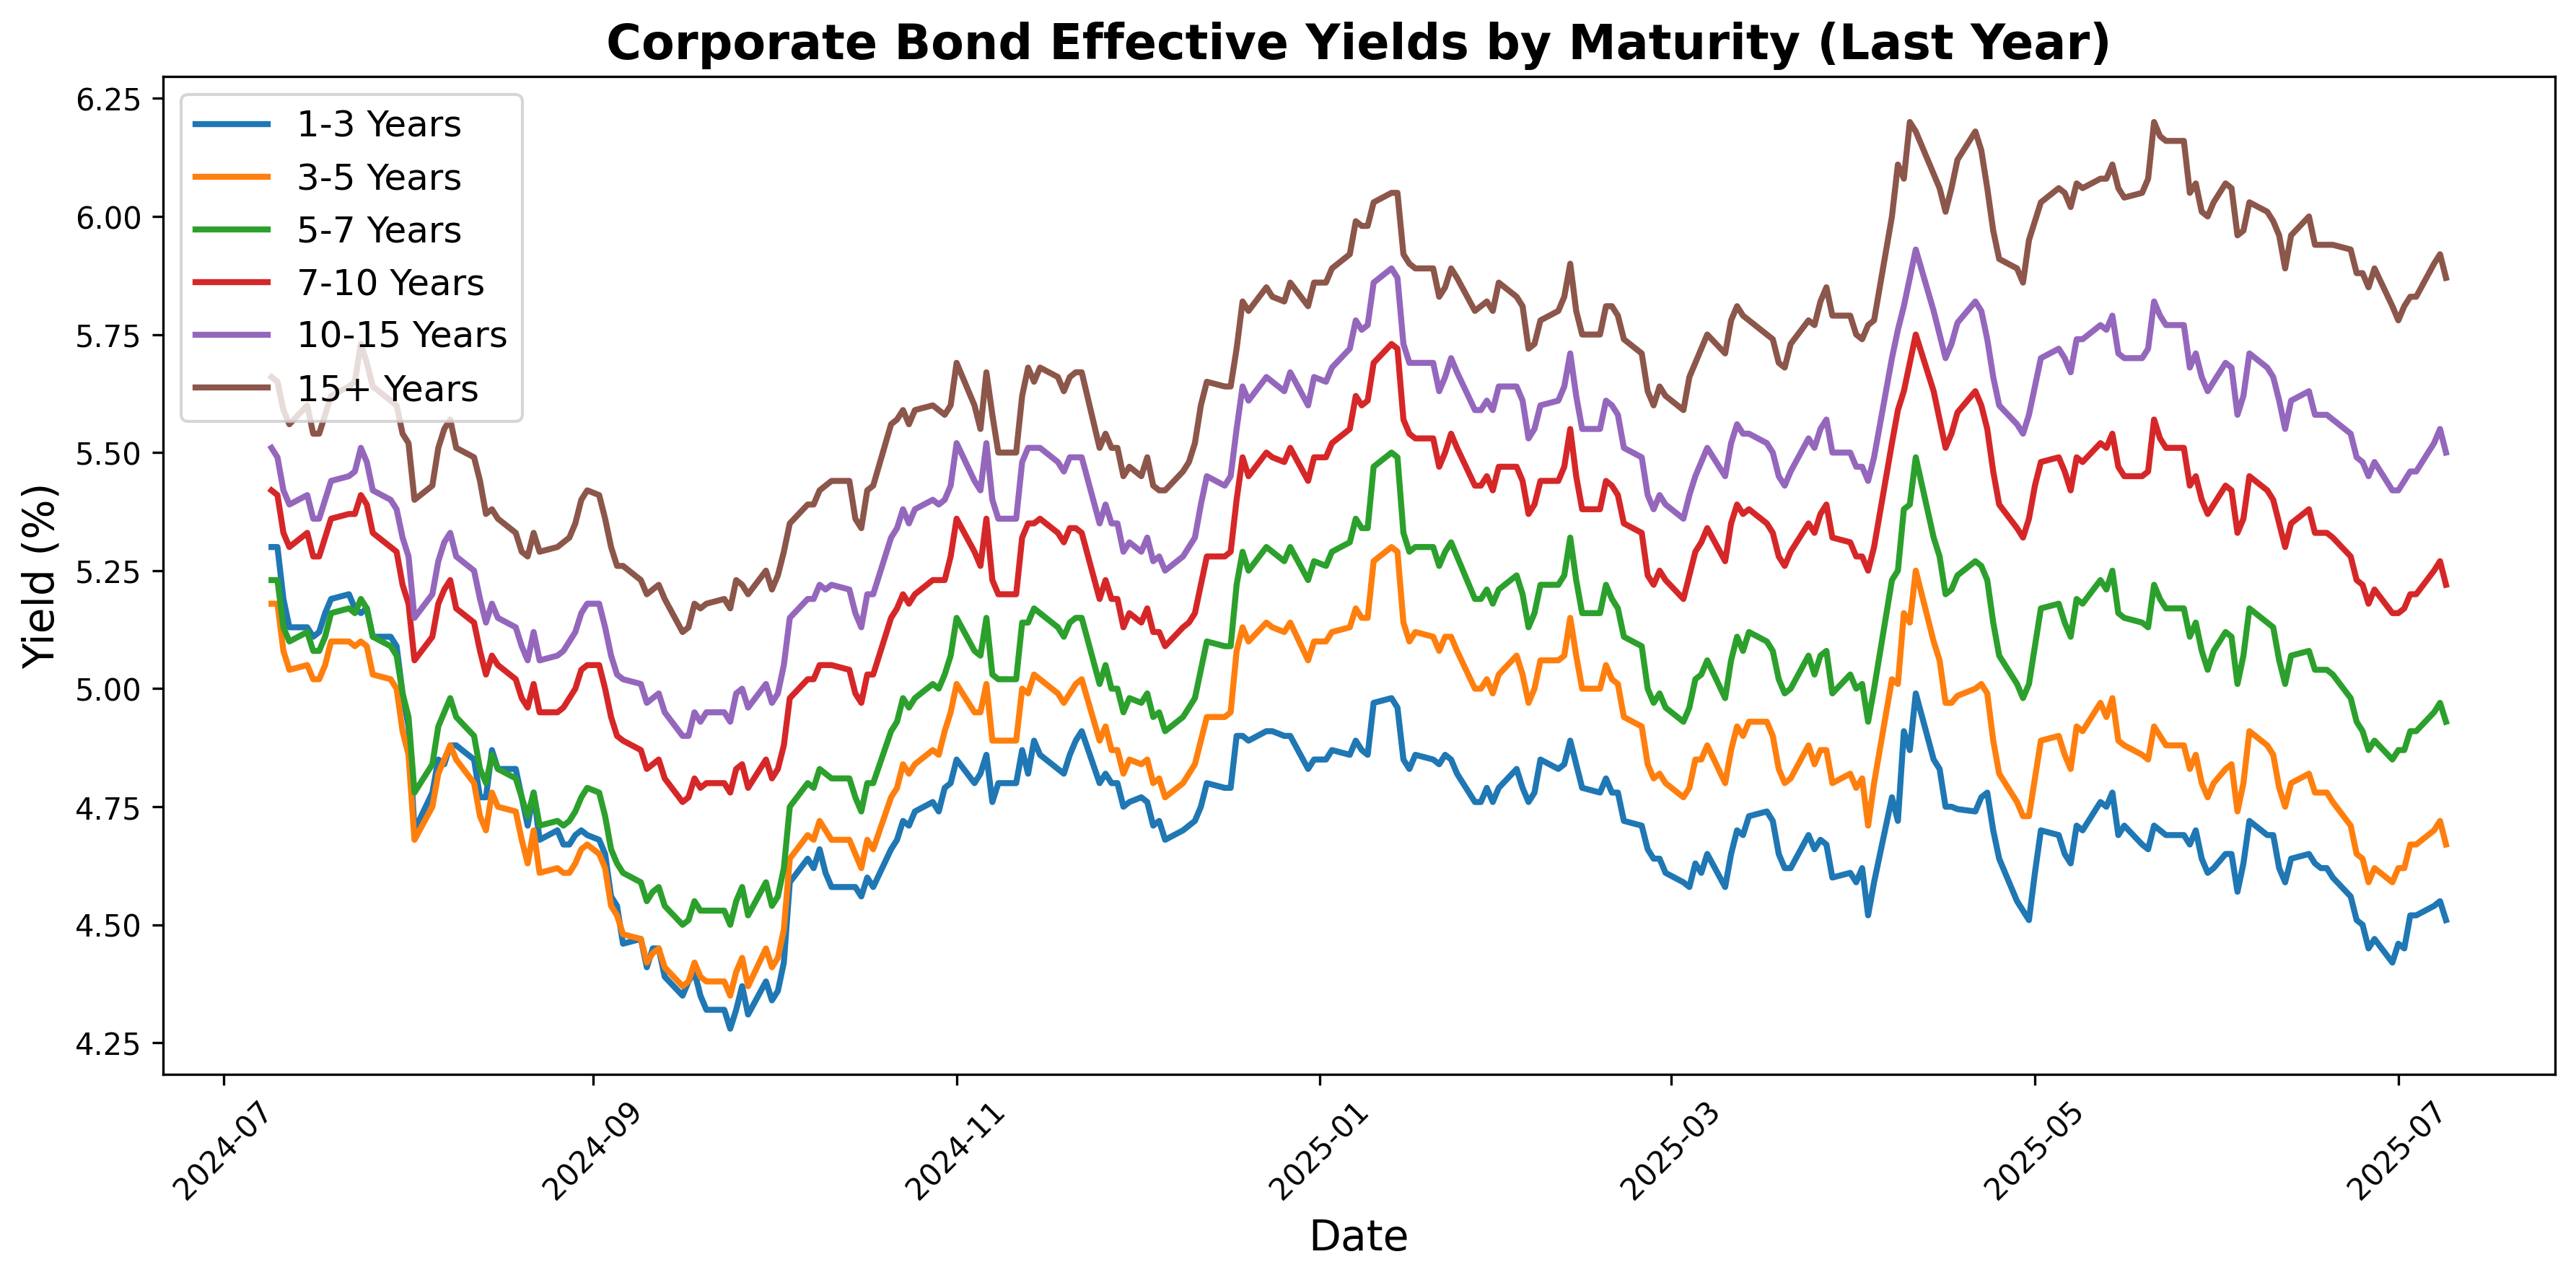 Corporate Bond Effective Yields by Maturity (Last Year)
6.25
6.00
5.75
5.50
5.25
5.00
4.75
4.50
4.25
Yield (%)
1-3 Years
3-5 Years
5-7 Years
7-10 Years
10-15 Years
15+ Years
2024-07
2024-09
2024-11
2025-01
2025-03
2025-05
2025-07
Date